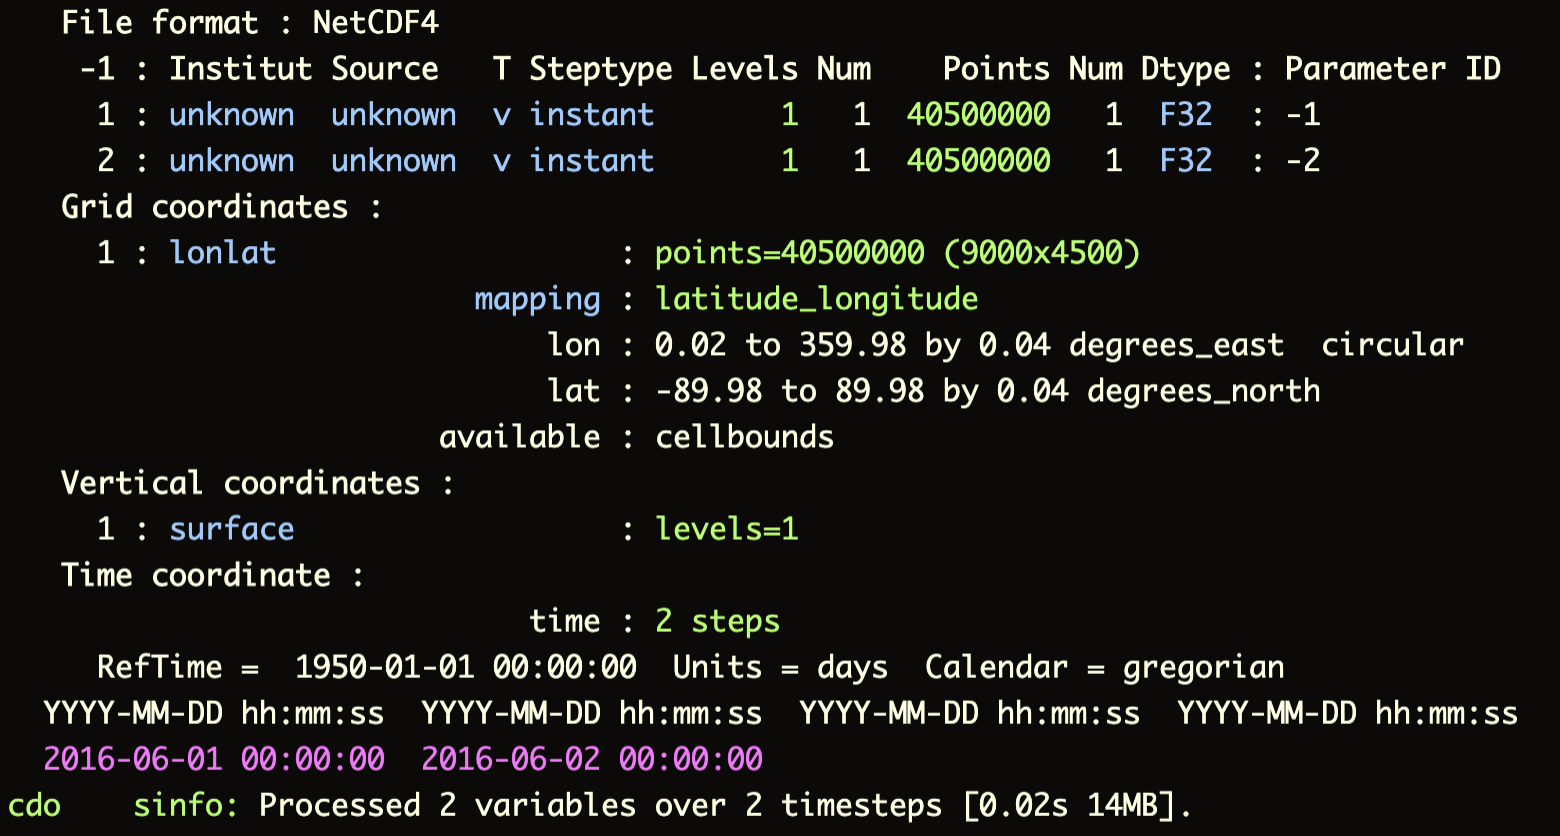 File format : NetCDF4
-1 : Institut Source   T Steptype Levels Num    Points Num Dtype : Parameter ID
1 : unknown  unknown  v instant       1   1  40500000   1  F32  : -1
2 : unknown  unknown  v instant       1   1  40500000   1  F32  : -2
Grid coordinates :
1 : lonlat                   : points=40500000 (9000x4500)
mapping : latitude_longitude
lon : 0.02 to 359.98 by 0.04 degrees_east  circular
lat : -89.98 to 89.98 by 0.04 degrees_north
available : cellbounds
Vertical coordinates :
1 : surface                  : levels=1
Time coordinate :
time : 2 steps
RefTime =  1950-01-01 00:00:00  Units = days  Calendar = gregorian
YYYY-MM-DD hh:mm:ss  YYYY-MM-DD hh:mm:ss  YYYY-MM-DD hh:mm:ss  YYYY-MM-DD hh:mm:ss
2016-06-01 00:00:00  2016-06-02 00:00:00
cdo    sinfo: Processed 2 variables over 2 timesteps [0.02s 14MB].